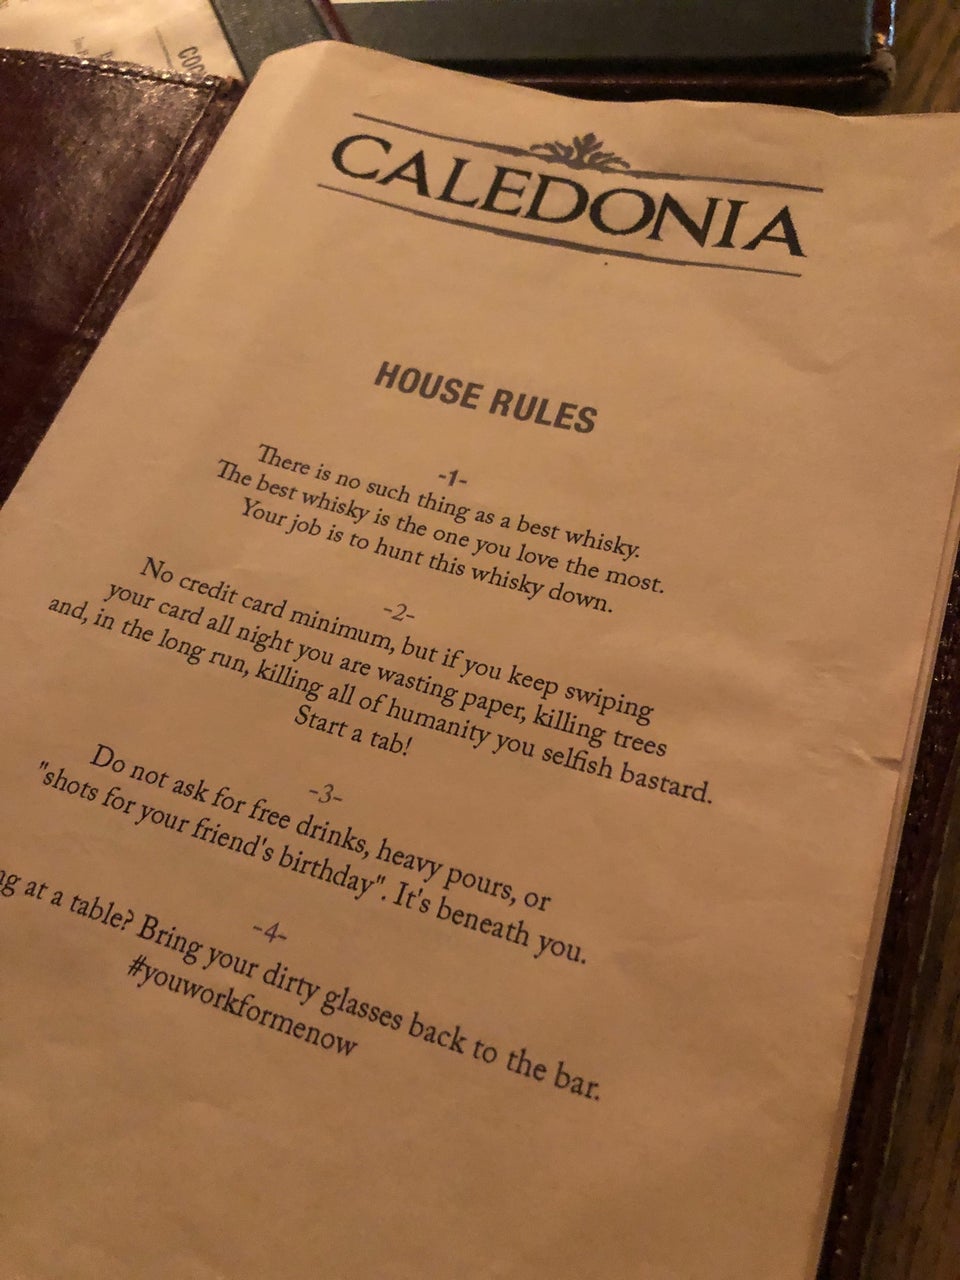 COC
CALEDONIA
HOUSE RULES
-1-
There is no such thing as a best whisky.
The best whisky is the one you love the most.
Your job is to hunt this whisky down.
-2-
No credit card minimum, but if you keep swiping
your card all night you are wasting paper, killing trees
and, in the long run, killing all of humanity you selfish bastard.
Start a tab!
-3-
Do not ask for free drinks, heavy pours, or
"shots for your friend's birthday". It's beneath you.
-4-
ng at a table? Bring your dirty glasses back to the bar.
#youworkformenow